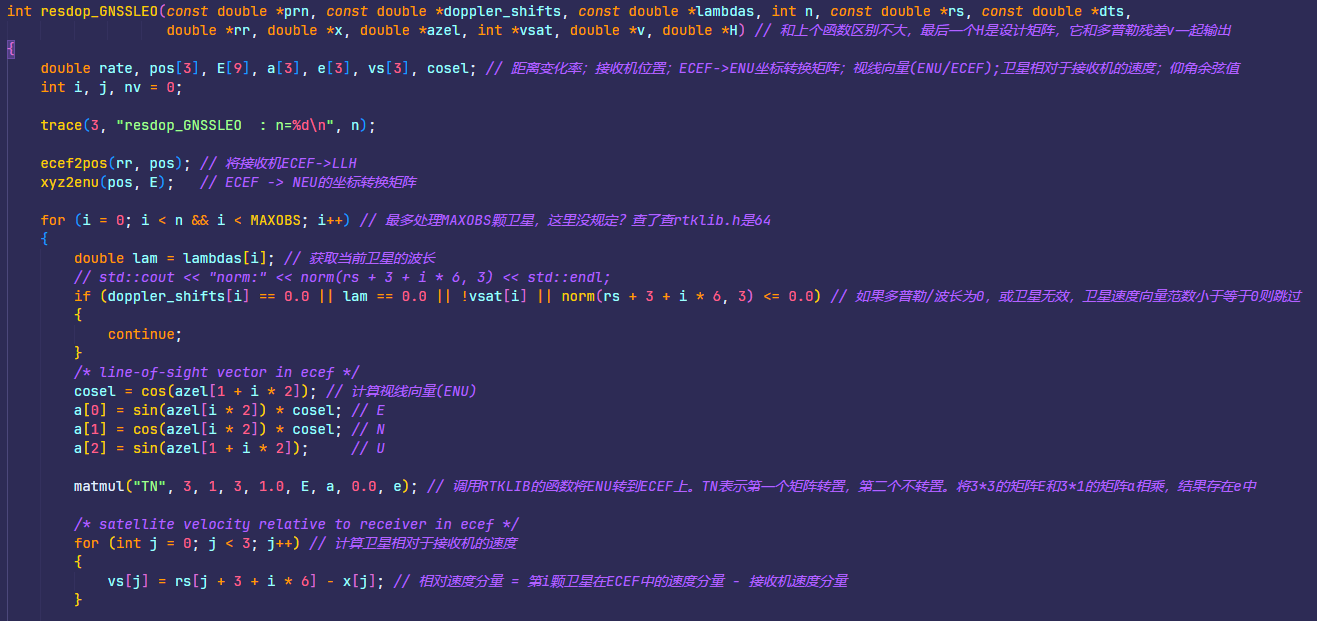 int resdop_GNSSLEO(const double *prn, const double *doppler_shifts, const double *lambdas, int n, const double *rs, const double *dts,
double *rr, double *x, double *azel, int *vsat, double *v, double *H) // 和上个函数区别不大，最后一个H是设计矩阵，它和多普勒残差v一起输出
{
double rate, pos[3], E[9], a[3], e[3], vs[3], cosel; // 距离变化率；接收机位置；ECEF->ENU坐标转换矩阵；视线向量(ENU/ECEF);卫星相对于接收机的速度；仰角余弦值
int i, j, nv = 0;
trace(3, "resdop_GNSSLEO  : n=%d\n", n);
ecef2pos(rr, pos); // 将接收机ECEF->LLH
xyz2enu(pos, E);   // ECEF -> NEU的坐标转换矩阵
for (i = 0; i < n && i < MAXOBS; i++) // 最多处理MAXOBS颗卫星，这里没规定？查了查rtklib.h是64
{
double lam = lambdas[i]; // 获取当前卫星的波长
// std::cout << "norm:" << norm(rs + 3 + i * 6, 3) << std::endl;
if (doppler_shifts[i] == 0.0 || lam == 0.0 || !vsat[i] || norm(rs + 3 + i * 6, 3) <= 0.0) // 如果多普勒/波长为0，或卫星无效，卫星速度向量范数小于等于0则跳过
{
continue;
}
/* line-of-sight vector in ecef */
cosel = cos(azel[1 + i * 2]); // 计算视线向量(ENU)
a[0] = sin(azel[i * 2]) * cosel; // E
a[1] = cos(azel[i * 2]) * cosel; // N
a[2] = sin(azel[1 + i * 2]);     // U
matmul("TN", 3, 1, 3, 1.0, E, a, 0.0, e); // 调用RTKLIB的函数将ENU转到ECEF上。TN表示第一个矩阵转置，第二个不转置。将3*3的矩阵E和3*1的矩阵a相乘，结果存在e中
/* satellite velocity relative to receiver in ecef */
for (int j = 0; j < 3; j++) // 计算卫星相对于接收机的速度
{
vs[j] = rs[j + 3 + i * 6] - x[j]; // 相对速度分量 = 第i颗卫星在ECEF中的速度分量 - 接收机速度分量
}